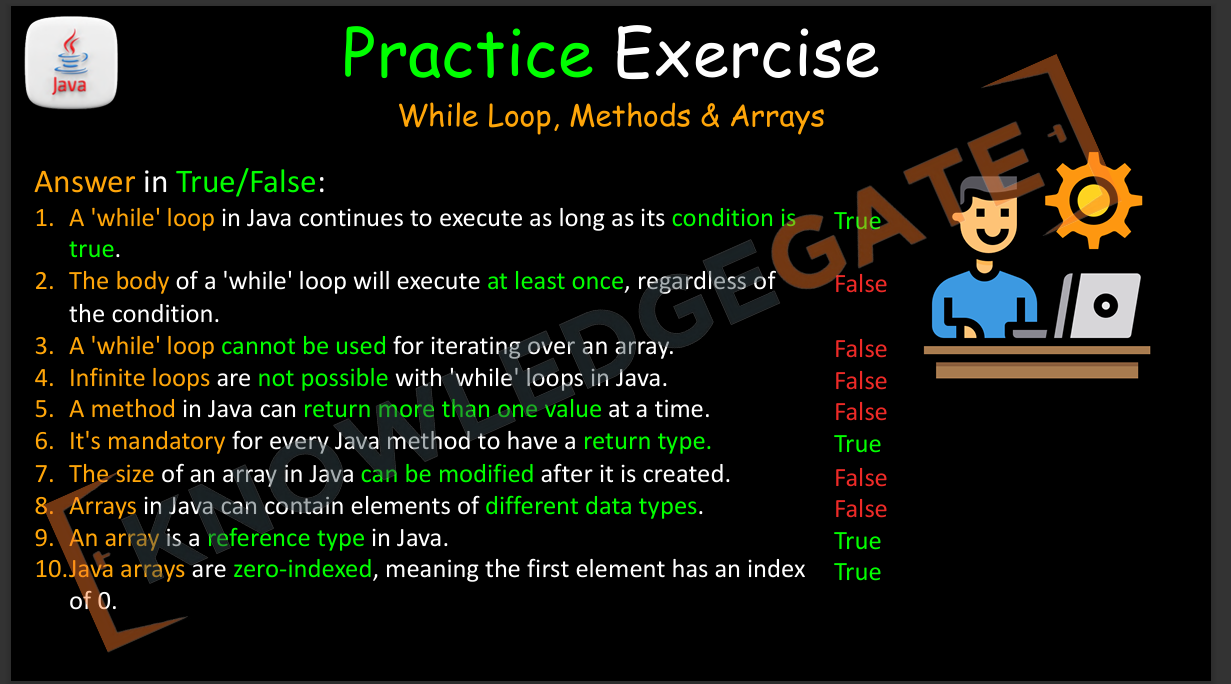 Java
Practice Exercise
While Loop, Methods & Arrays
Answer in True/False:
1. A 'while' loop in Java continues to execute as long as its condition is
true.
True
2. The body of a 'while' loop will execute at least once, regardless of
the condition.
False
3. A 'while' loop cannot be used for iterating over an array.
False
4. Infinite loops are not possible with 'while' loops in Java.
False
5. A method in Java can return more than one value at a time.
False
6. It's mandatory for every Java method to have a return type.
True
7. The size of an array in Java can be modified after it is created.
False
8. Arrays in Java can contain elements of different data types.
False
9. An array is a reference type in Java.
True
10.Java arrays are zero-indexed, meaning the first element has an index
of 0.
True
KNOWLEDGEGATE